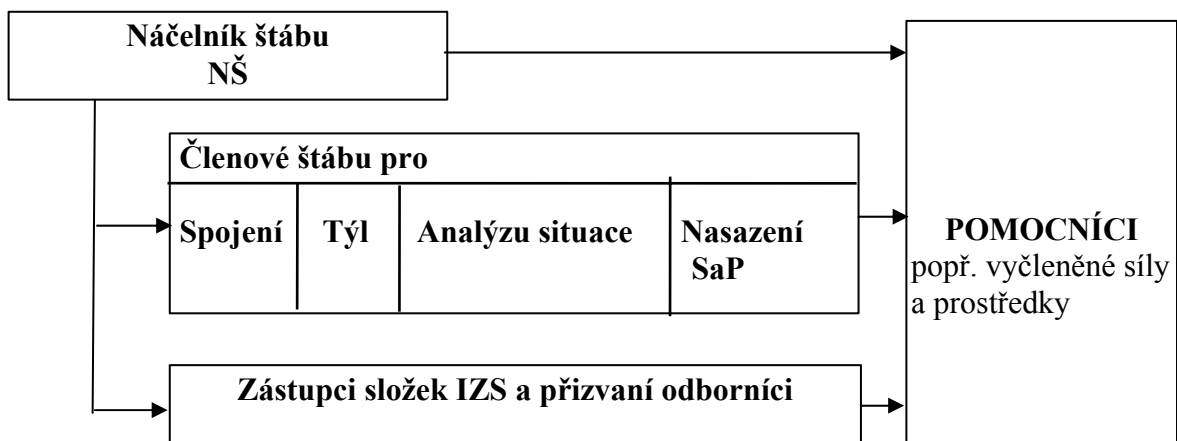 Náčelník štábu
NŠ
Členové štábu pro
Spojení
Týl
Analýzu situace
Nasazení
SaP
POMOCNÍCI
popř. vyčleněné síly
a prostředky
Zástupci složek IZS a přizvaní odborníci